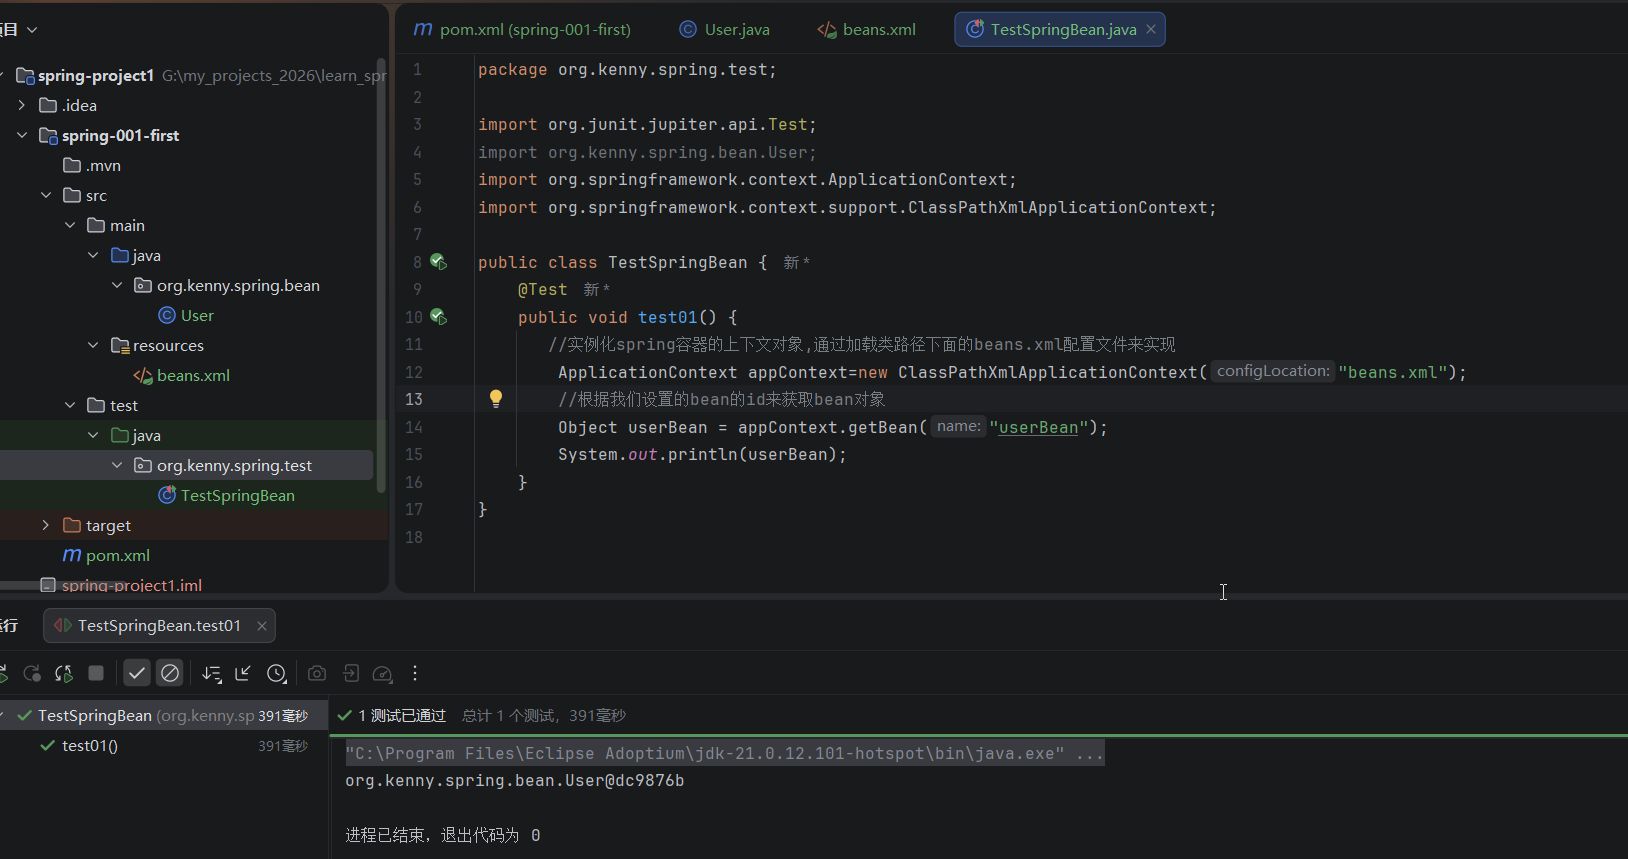 项目
pom.xml (spring-001-first)
User.java
beans.xml
TestSpringBean.java
spring-project1 G:\my_projects_2026\learn_spr
.idea
spring-001-first
.mvn
src
main
java
org.kenny.spring.bean
User
resources
beans.xml
test
java
org.kenny.spring.test
TestSpringBean
target
pom.xml
spring-project1.iml
1 package org.kenny.spring.test;
2
3 import org.junit.jupiter.api.Test;
4 import org.kenny.spring.bean.User;
5 import org.springframework.context.ApplicationContext;
6 import org.springframework.context.support.ClassPathXmlApplicationContext;
7
8 public class TestSpringBean { 新 *
9 @Test 新 *
10 public void test01() {
11 //实例化spring容器的上下文对象,通过加载类路径下面的beans.xml配置文件来实现
12 ApplicationContext appContext=new ClassPathXmlApplicationContext( configLocation: "beans.xml");
13 //根据我们设置的bean的id来获取bean对象
14 Object userBean = appContext.getBean( name: "userBean");
15 System.out.println(userBean);
16 }
17 }
18
运行
TestSpringBean.test01
TestSpringBean (org.kenny.sp 391毫秒
test01() 391毫秒
1 测试已通过 总计 1 个测试, 391毫秒
"C:\Program Files\Eclipse Adoptium\jdk-21.0.12.101-hotspot\bin\java.exe" ...
org.kenny.spring.bean.User@dc9876b
进程已结束，退出代码为 0